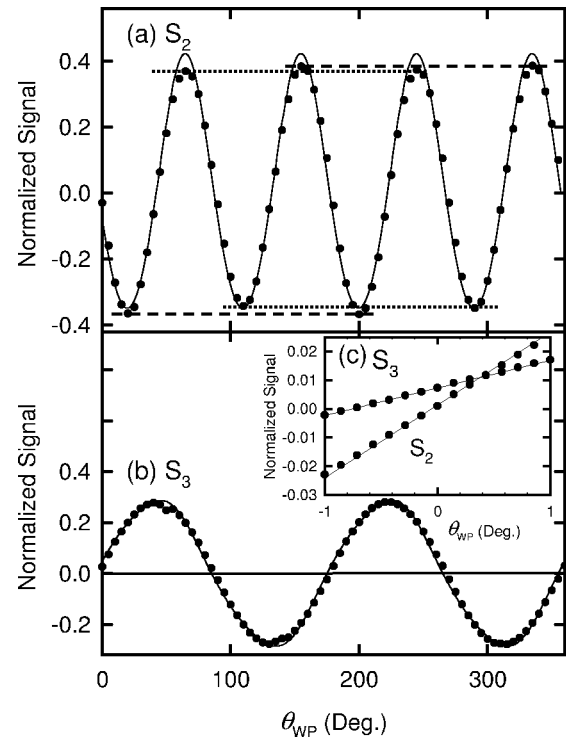 (a) S2
0.4
0.2
0.0
-0.2
-0.4
Normalized Signal
(c) S3
0.02
0.01
0.00
-0.01
-0.02
-0.03
Normalized Signal
S2
-1
0
1
θWP (Deg.)
(b) S3
0.4
0.2
0.0
-0.2
Normalized Signal
0
100
200
300
θWP (Deg.)